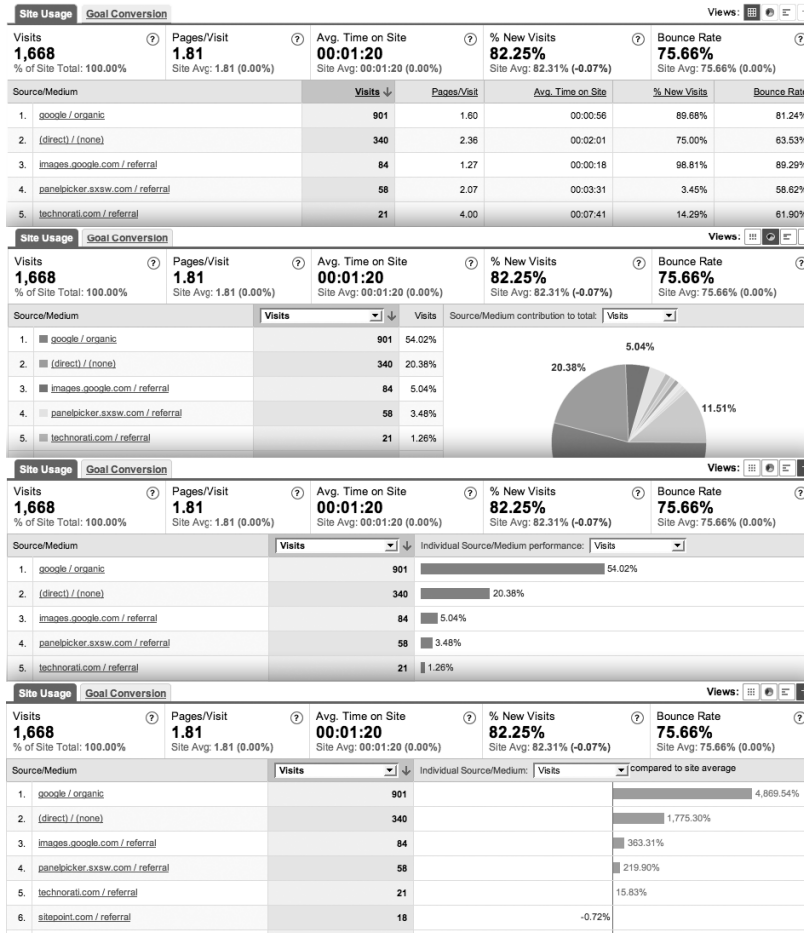 Site Usage Goal Conversion Views:
Visits ? Pages/Visit ? Avg. Time on Site ? % New Visits ? Bounce Rate ?
1,668 1.81 00:01:20 82.25% 75.66%
% of Site Total: 100.00% Site Avg: 1.81 (0.00%) Site Avg: 00:01:20 (0.00%) Site Avg: 82.31% (-0.07%) Site Avg: 75.66% (0.00%)
Source/Medium Visits Pages/Visit Avg. Time on Site % New Visits Bounce Rate
1. google / organic 901 1.60 00:00:56 89.68% 81.24%
2. (direct) / (none) 340 2.36 00:02:01 75.00% 63.53%
3. images.google.com / referral 84 1.27 00:00:18 98.81% 89.29%
4. panelpicker.sxsw.com / referral 58 2.07 00:03:31 3.45% 58.62%
5. technorati.com / referral 21 4.00 00:07:41 14.29% 61.90%
Site Usage Goal Conversion Views:
Visits ? Pages/Visit ? Avg. Time on Site ? % New Visits ? Bounce Rate ?
1,668 1.81 00:01:20 82.25% 75.66%
% of Site Total: 100.00% Site Avg: 1.81 (0.00%) Site Avg: 00:01:20 (0.00%) Site Avg: 82.31% (-0.07%) Site Avg: 75.66% (0.00%)
Source/Medium Visits Visits Source/Medium contribution to total: Visits
1. google / organic 901 54.02%
2. (direct) / (none) 340 20.38%
3. images.google.com / referral 84 5.04%
4. panelpicker.sxsw.com / referral 58 3.48%
5. technorati.com / referral 21 1.26%
5.04%
20.38%
11.51%
Site Usage Goal Conversion Views:
Visits ? Pages/Visit ? Avg. Time on Site ? % New Visits ? Bounce Rate ?
1,668 1.81 00:01:20 82.25% 75.66%
% of Site Total: 100.00% Site Avg: 1.81 (0.00%) Site Avg: 00:01:20 (0.00%) Site Avg: 82.31% (-0.07%) Site Avg: 75.66% (0.00%)
Source/Medium Visits Individual Source/Medium performance: Visits
1. google / organic 901 54.02%
2. (direct) / (none) 340 20.38%
3. images.google.com / referral 84 5.04%
4. panelpicker.sxsw.com / referral 58 3.48%
5. technorati.com / referral 21 1.26%
Site Usage Goal Conversion Views:
Visits ? Pages/Visit ? Avg. Time on Site ? % New Visits ? Bounce Rate ?
1,668 1.81 00:01:20 82.25% 75.66%
% of Site Total: 100.00% Site Avg: 1.81 (0.00%) Site Avg: 00:01:20 (0.00%) Site Avg: 82.31% (-0.07%) Site Avg: 75.66% (0.00%)
Source/Medium Visits Individual Source/Medium: Visits compared to site average
1. google / organic 901 4,869.54%
2. (direct) / (none) 340 1,775.30%
3. images.google.com / referral 84 363.31%
4. panelpicker.sxsw.com / referral 58 219.90%
5. technorati.com / referral 21 15.83%
6. sitepoint.com / referral 18 -0.72%